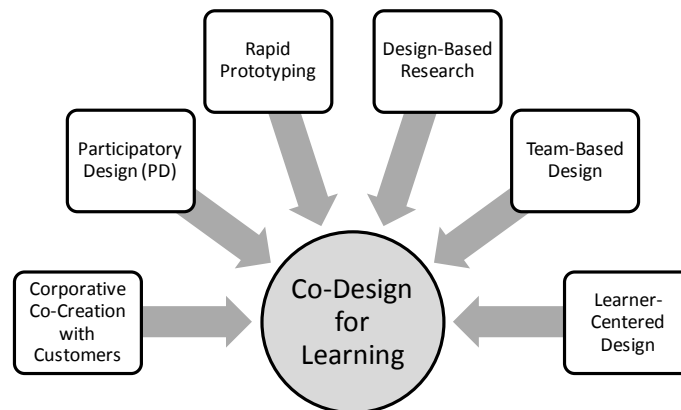 Rapid
Prototyping
Design-Based
Research
Participatory
Design (PD)
Team-Based
Design
Corporative
Co-Creation
with
Customers
Co-Design
for
Learning
Learner-
Centered
Design